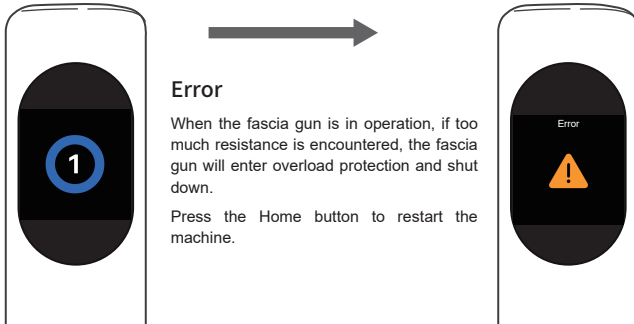 1
Error
When the fascia gun is in operation, if too
much resistance is encountered, the fascia
gun will enter overload protection and shut
down.
Press the Home button to restart the
machine.
Error